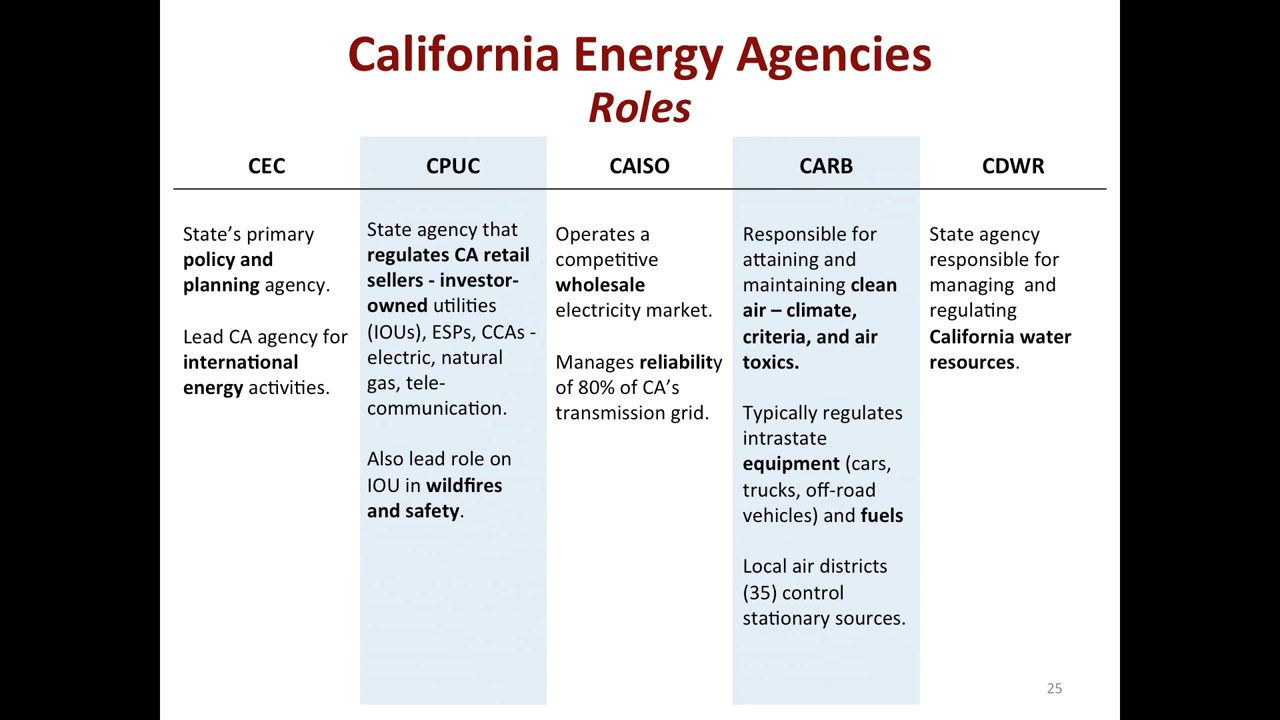 California Energy Agencies
Roles
CEC
CPUC
CAISO
CARB
CDWR
State’s primary
policy and
planning agency.
Lead CA agency for
international
energy activities.
State agency that
regulates CA retail
sellers - investor-
owned utilities
(IOUs), ESPs, CCAs -
electric, natural
gas, tele-
communication.
Also lead role on
IOU in wildfires
and safety.
Operates a
competitive
wholesale
electricity market.
Manages reliability
of 80% of CA’s
transmission grid.
Responsible for
attaining and
maintaining clean
air – climate,
criteria, and air
toxics.
Typically regulates
intrastate
equipment (cars,
trucks, off-road
vehicles) and fuels
Local air districts
(35) control
stationary sources.
State agency
responsible for
managing and
regulating
California water
resources.
25